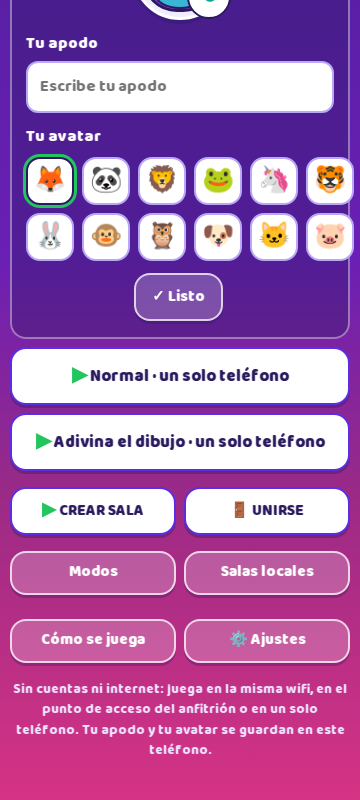 Tu apodo
Escribe tu apodo
Tu avatar
✓ Listo
Normal · un solo teléfono
Adivina el dibujo · un solo teléfono
CREAR SALA
UNIRSE
Modos
Salas locales
Cómo se juega
Ajustes
Sin cuentas ni internet: juega en la misma wifi, en el
punto de acceso del anfitrión o en un solo
teléfono. Tu apodo y tu avatar se guardan en este
teléfono.